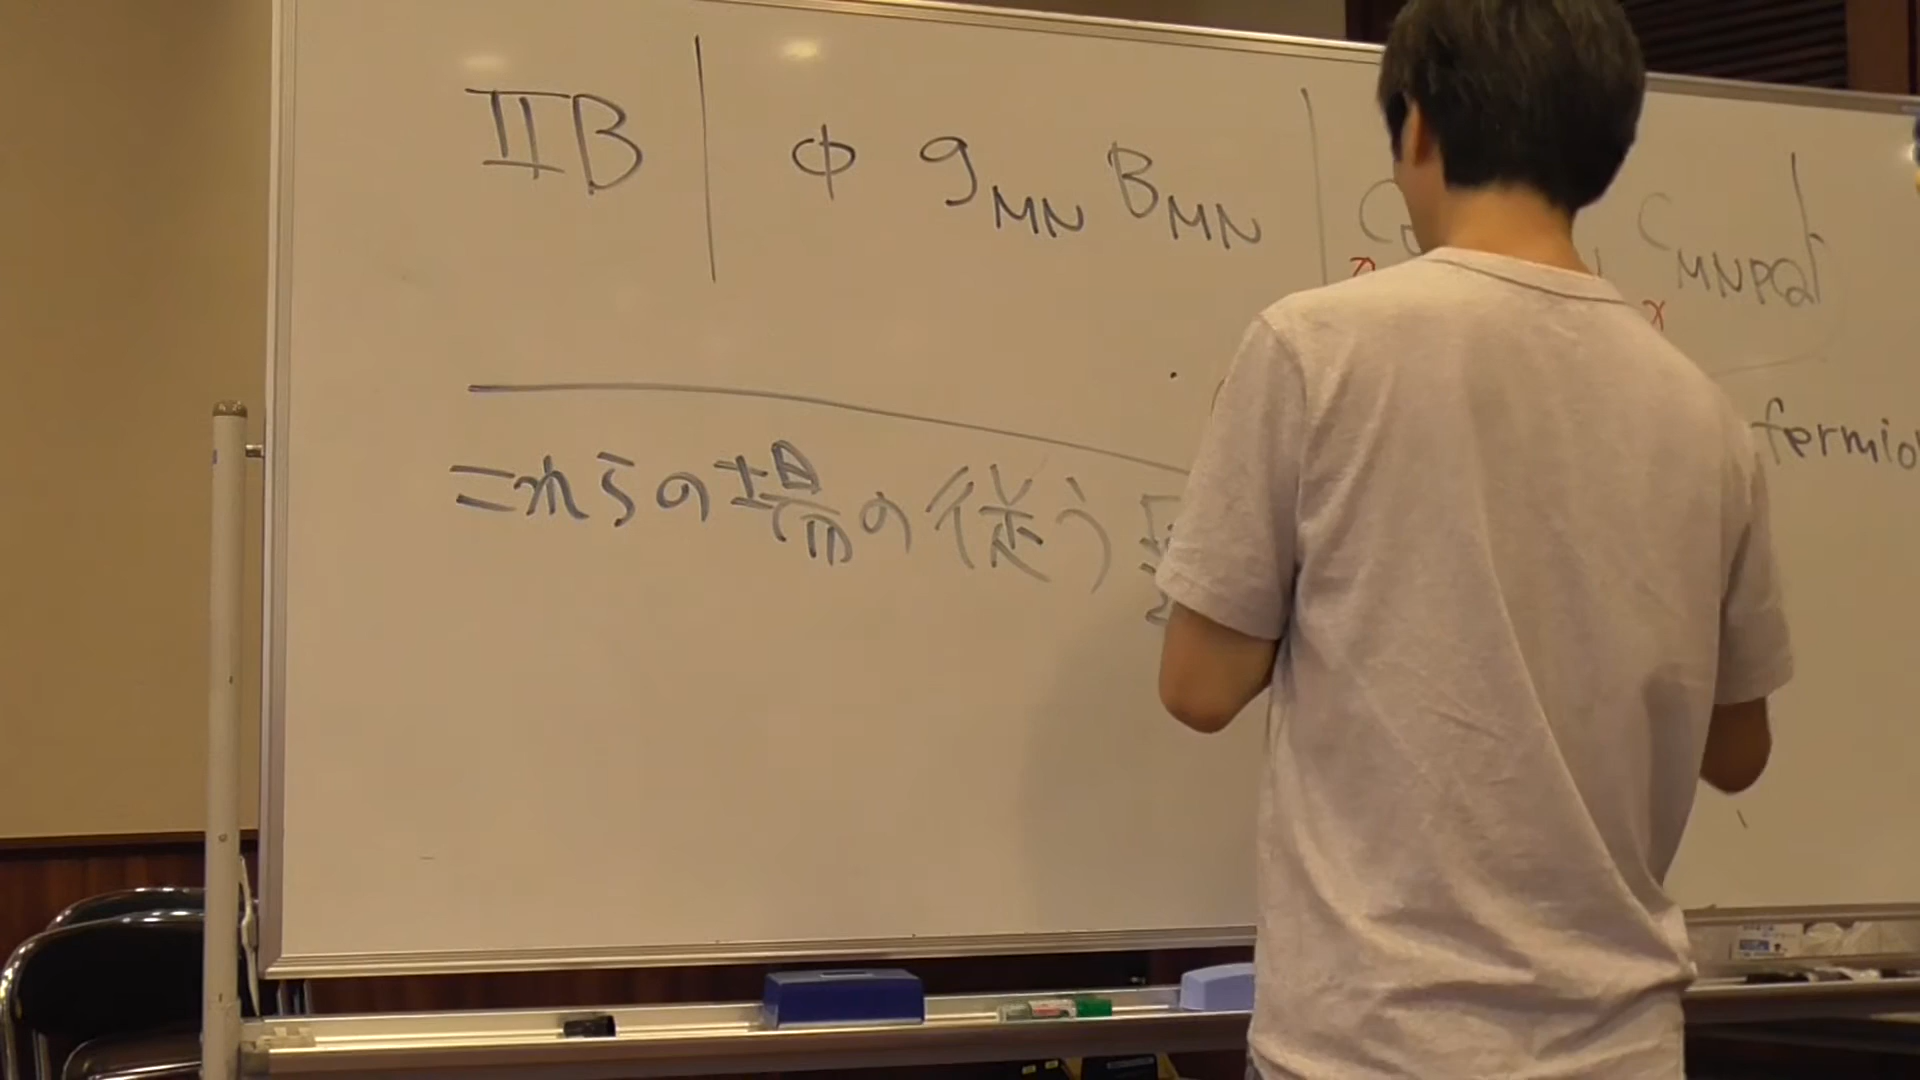 IIB | φ g_MN B_MN | C C_MNPQ
fermio
これらの場の従う